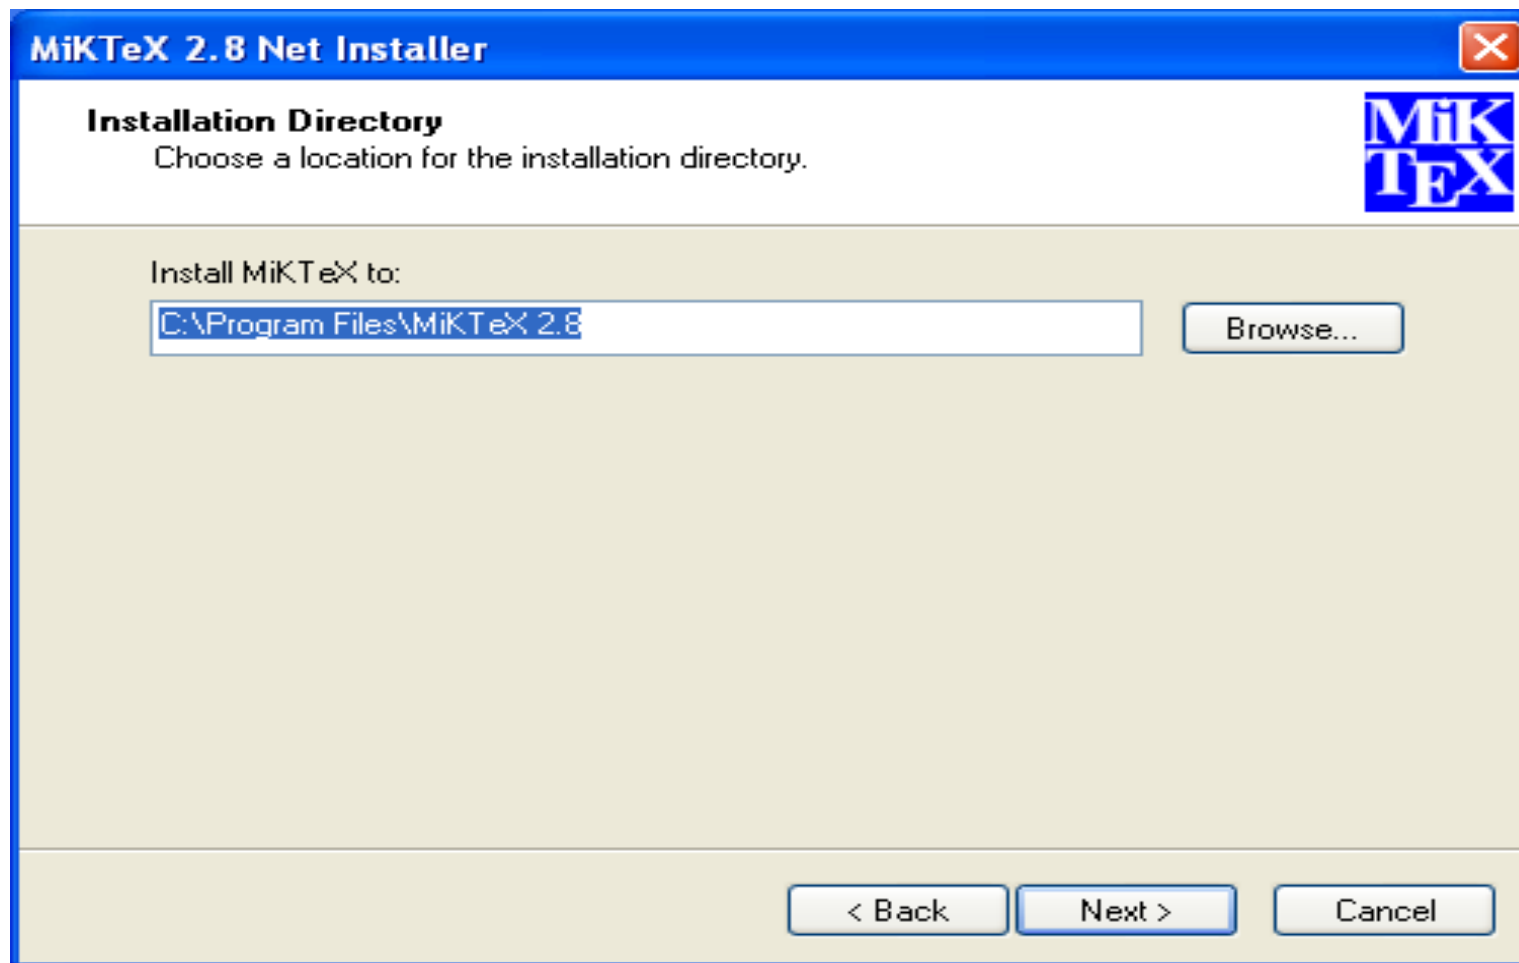 MiKTeX 2.8 Net Installer
Installation Directory
Choose a location for the installation directory.
MiK
TEX
Install MiKTeX to:
C:\Program Files\MiKTeX 2.8
Browse...
< Back
Next >
Cancel